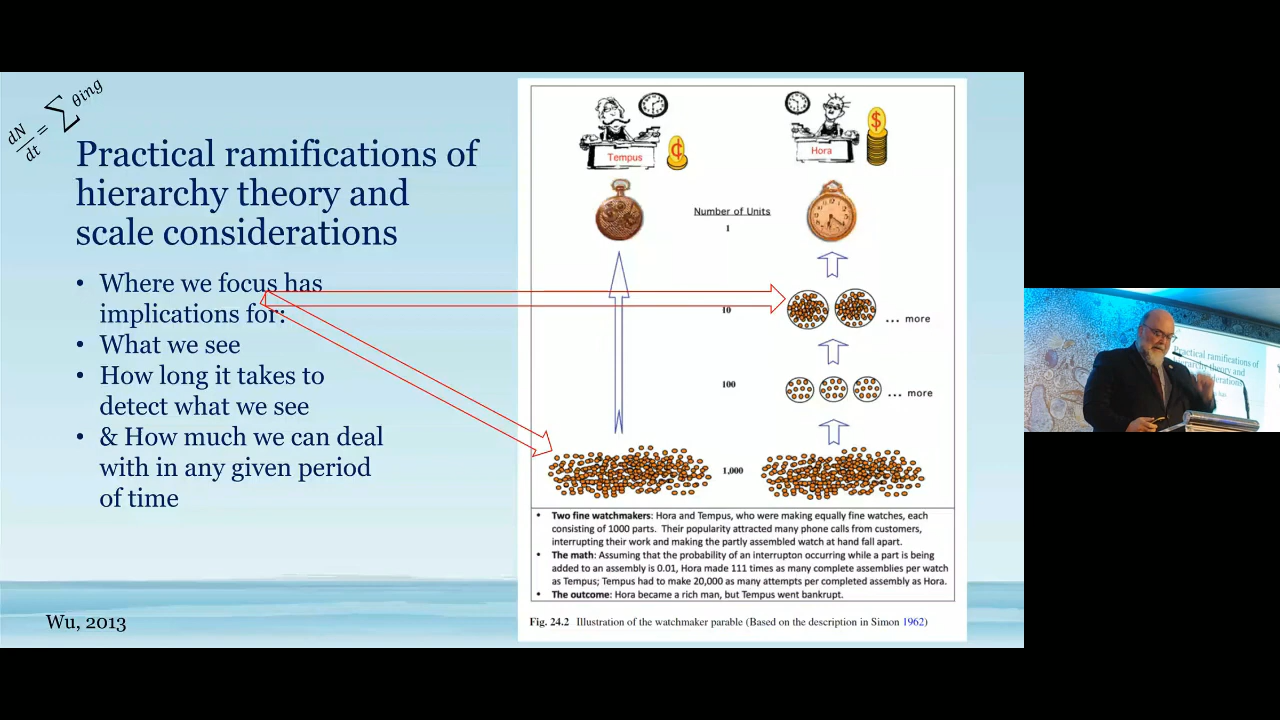 dN/dt = ∑ θing
Practical ramifications of
hierarchy theory and
scale considerations
• Where we focus has
implications for:
• What we see
• How long it takes to
detect what we see
• & How much we can deal
with in any given period
of time
Wu, 2013
Tempus
¢
Hora
$
Number of Units
1
10
... more
100
... more
1,000
• Two fine watchmakers: Hora and Tempus, who were making equally fine watches, each
consisting of 1000 parts. Their popularity attracted many phone calls from customers,
interrupting their work and making the partly assembled watch at hand fall apart.
• The math: Assuming that the probability of an interrupton occurring while a part is being
added to an assembly is 0.01, Hora made 111 times as many complete assemblies per watch
as Tempus; Tempus had to make 20,000 as many attempts per completed assembly as Hora.
• The outcome: Hora became a rich man, but Tempus went bankrupt.
Fig. 24.2 Illustration of the watchmaker parable (Based on the description in Simon 1962)
Practical ramifications of
hierarchy theory and